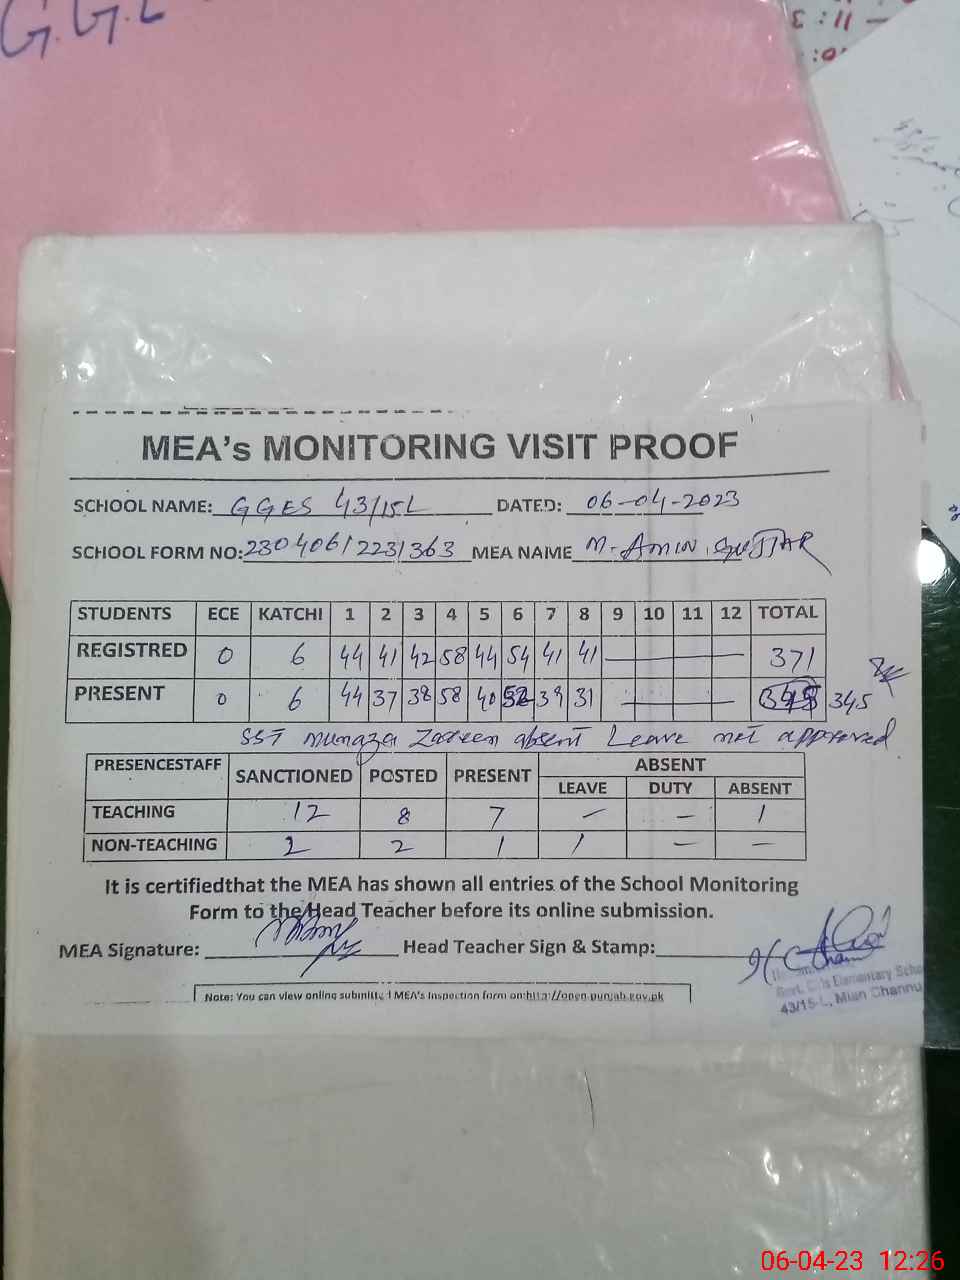 G.G.E
MEA's MONITORING VISIT PROOF
SCHOOL NAME: GGES 43/15L DATED: 06-04-2023
SCHOOL FORM NO: 23040612231363 MEA NAME M. AMIN GUJJAR
STUDENTS ECE KATCHI 1 2 3 4 5 6 7 8 9 10 11 12 TOTAL
REGISTRED 0 6 44 41 42 58 44 54 41 41 371
PRESENT 0 6 44 37 38 58 40 52 39 31 345
SST Munaza Zareen absent Leave not approved
PRESENCESTAFF SANCTIONED POSTED PRESENT ABSENT
LEAVE DUTY ABSENT
TEACHING 12 8 7 - - 1
NON-TEACHING 2 2 1 1 - -
It is certifiedthat the MEA has shown all entries of the School Monitoring
Form to the Head Teacher before its online submission.
MEA Signature: Head Teacher Sign & Stamp:
Govt. Elementary
43/15-L, Mian Channu
Note: You can view online submitted MEA's Inspection form on:http://open.punjab.gov.pk
06-04-23 12:26